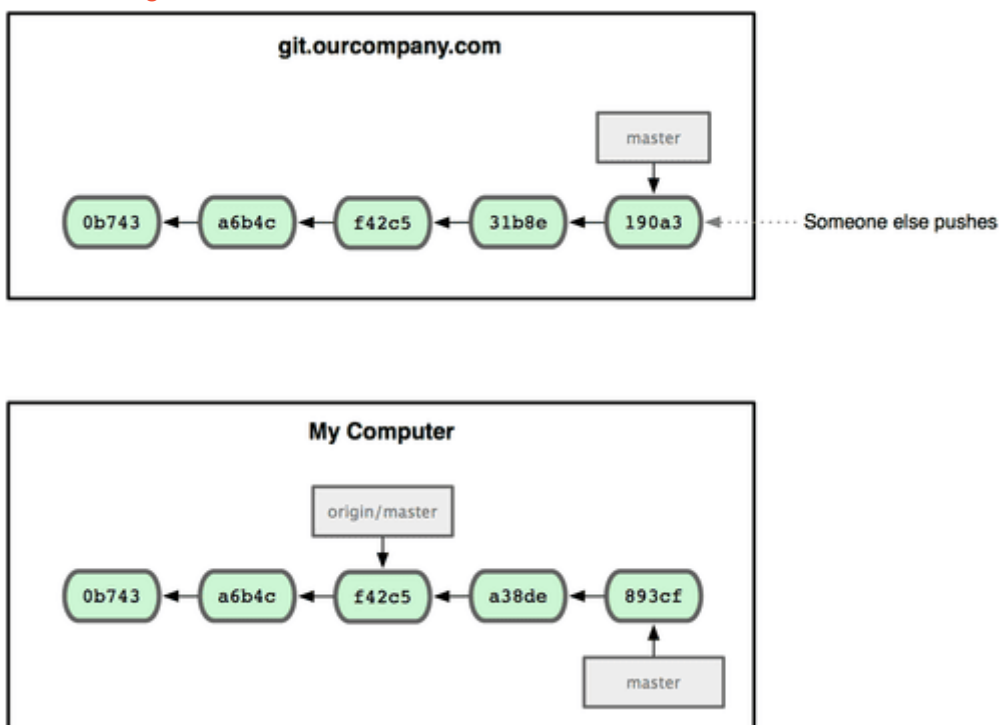 git.ourcompany.com
master
0b743 a6b4c f42c5 31b8e 190a3 Someone else pushes
My Computer
origin/master
0b743 a6b4c f42c5 a38de 893cf
master